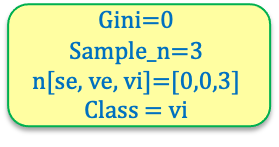 Gini=0
Sample_n=3
n[se, ve, vi]=[0,0,3]
Class = vi